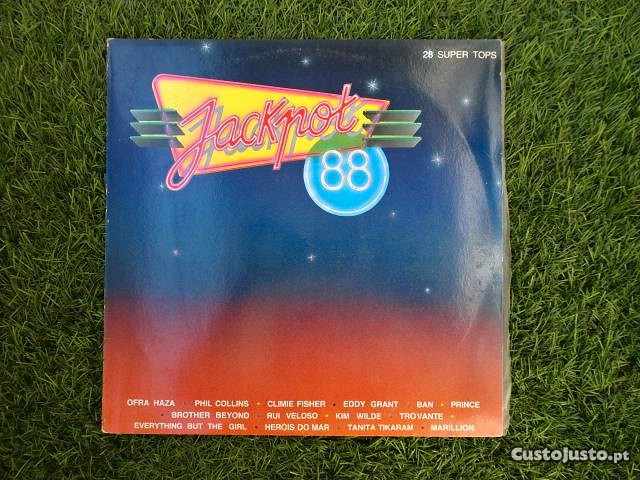 28 SUPER TOPS
Jackpot
88
OFRA HAZA • PHIL COLLINS • CLIMIE FISHER • EDDY GRANT • BAN • PRINCE
• BROTHER BEYOND • RUI VELOSO • KIM WILDE • TROVANTE •
EVERYTHING BUT THE GIRL • HERÓIS DO MAR • TANITA TIKARAM • MARILLION
CustoJusto.pt